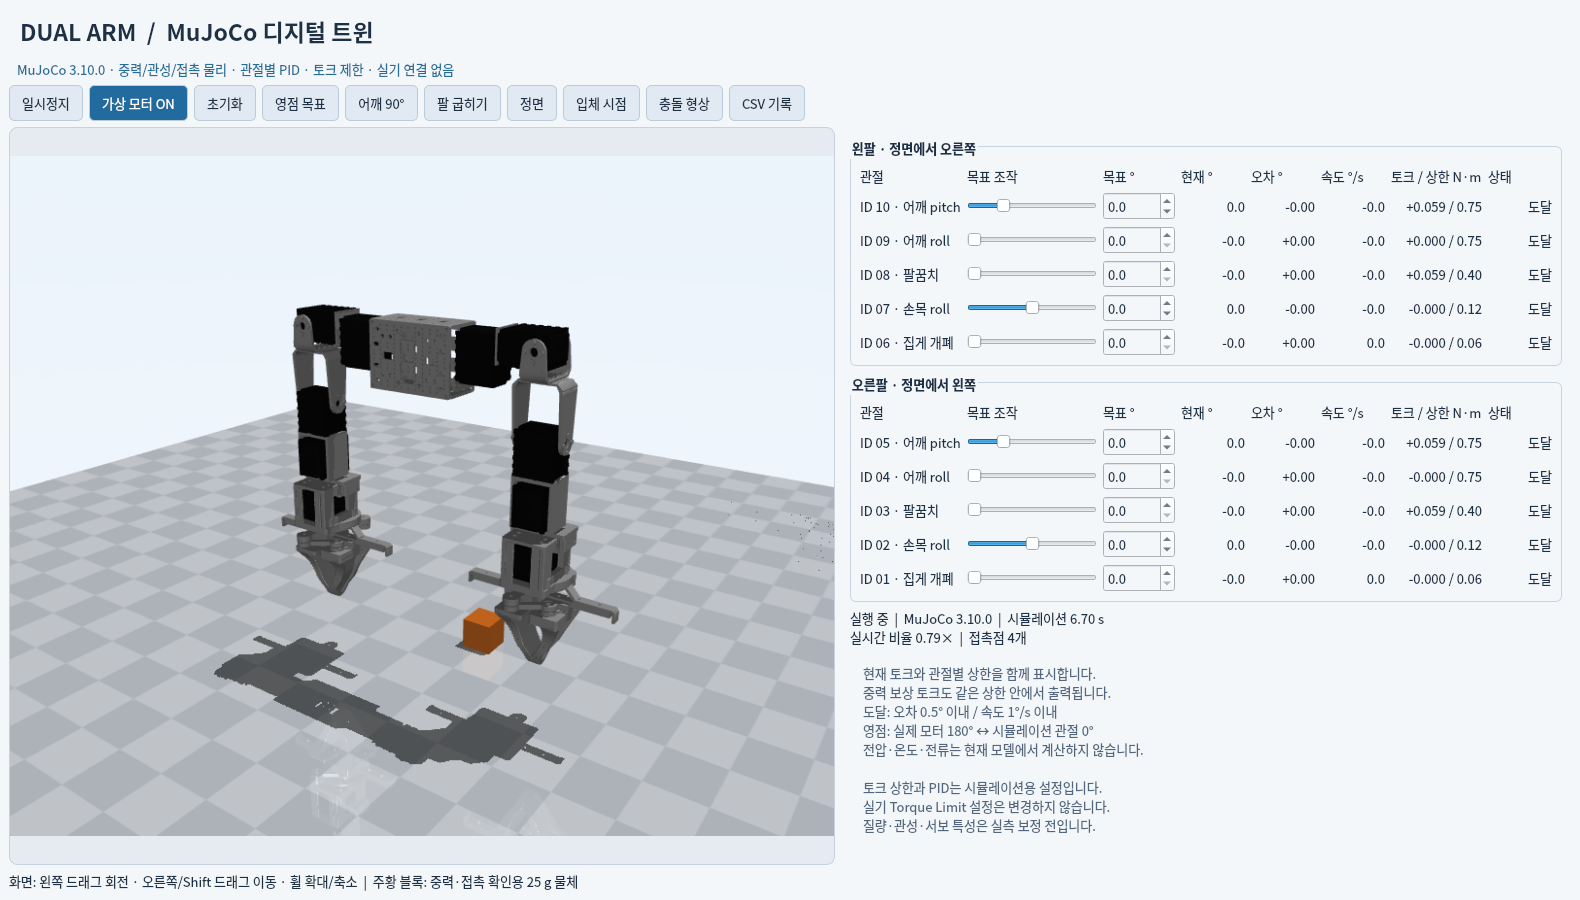 DUAL ARM / MuJoCo 디지털 트윈
MuJoCo 3.10.0 · 중력/관성/접촉 물리 · 관절별 PID · 토크 제한 · 실기 연결 없음
일시정지 가상 모터 ON 초기화 영점 목표 어깨 90° 팔 굽히기 정면 입체 시점 충돌 형상 CSV 기록
왼팔 · 정면에서 오른쪽
관절 목표 조작 목표 ° 현재 ° 오차 ° 속도 °/s 토크 / 상한 N·m 상태
ID 10 · 어깨 pitch 0.0 0.0 -0.00 -0.0 +0.059 / 0.75 도달
ID 09 · 어깨 roll 0.0 -0.0 +0.00 -0.0 +0.000 / 0.75 도달
ID 08 · 팔꿈치 0.0 -0.0 +0.00 -0.0 +0.059 / 0.40 도달
ID 07 · 손목 roll 0.0 0.0 -0.00 -0.0 -0.000 / 0.12 도달
ID 06 · 집게 개폐 0.0 -0.0 +0.00 0.0 -0.000 / 0.06 도달
오른팔 · 정면에서 왼쪽
관절 목표 조작 목표 ° 현재 ° 오차 ° 속도 °/s 토크 / 상한 N·m 상태
ID 05 · 어깨 pitch 0.0 0.0 -0.00 -0.0 +0.059 / 0.75 도달
ID 04 · 어깨 roll 0.0 -0.0 +0.00 -0.0 -0.000 / 0.75 도달
ID 03 · 팔꿈치 0.0 -0.0 +0.00 -0.0 +0.059 / 0.40 도달
ID 02 · 손목 roll 0.0 0.0 -0.00 -0.0 -0.000 / 0.12 도달
ID 01 · 집게 개폐 0.0 -0.0 +0.00 0.0 -0.000 / 0.06 도달
실행 중 | MuJoCo 3.10.0 | 시뮬레이션 6.70 s
실시간 비율 0.79× | 접촉점 4개
현재 토크와 관절별 상한을 함께 표시합니다.
중력 보상 토크도 같은 상한 안에서 출력됩니다.
도달: 오차 0.5° 이내 / 속도 1°/s 이내
영점: 실제 모터 180° ↔ 시뮬레이션 관절 0°
전압·온도·전류는 현재 모델에서 계산하지 않습니다.
토크 상한과 PID는 시뮬레이션용 설정입니다.
실기 Torque Limit 설정은 변경하지 않습니다.
질량·관성·서보 특성은 실측 보정 전입니다.
화면: 왼쪽 드래그 회전 · 오른쪽/Shift 드래그 이동 · 휠 확대/축소 | 주황 블록: 중력·접촉 확인용 25 g 물체